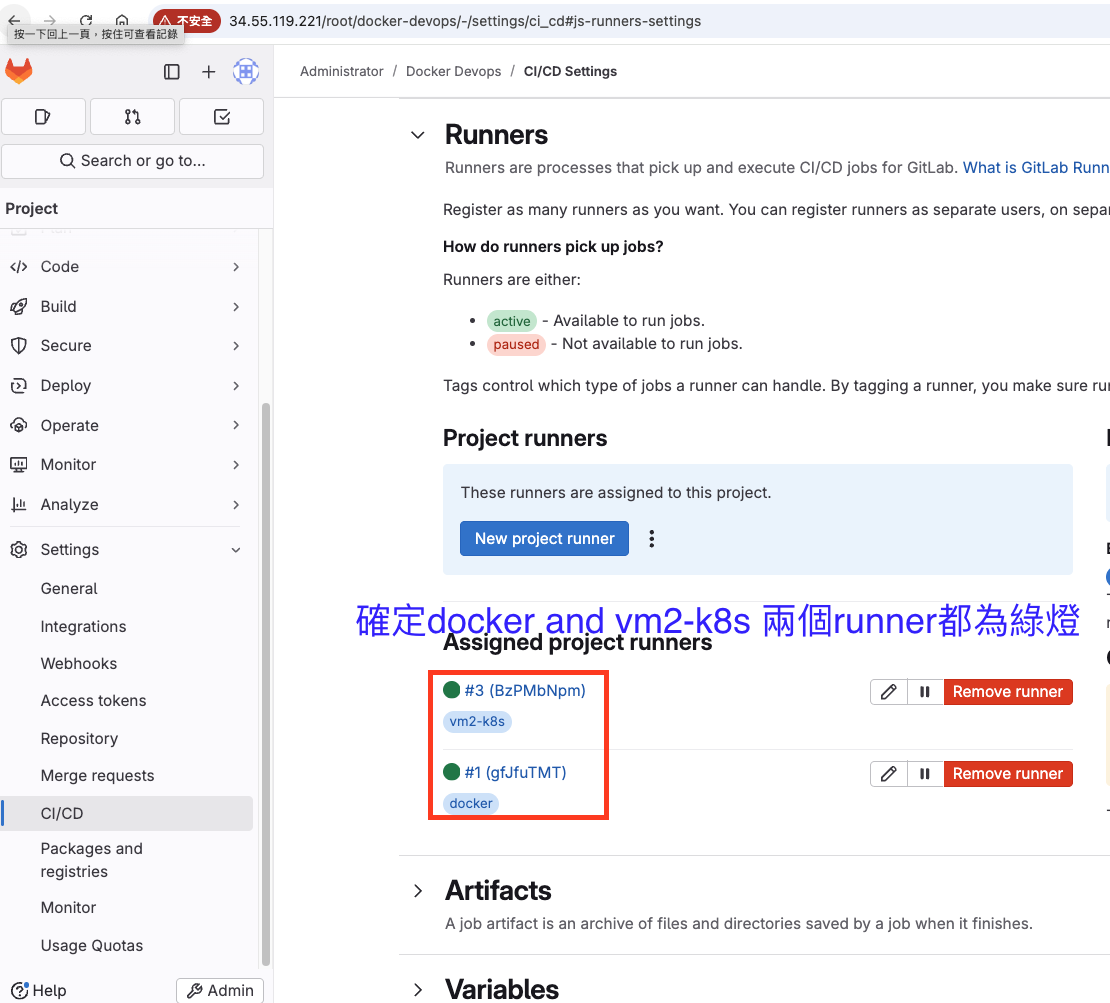 不安全
34.55.119.221/root/docker-devops/-/settings/ci_cd#js-runners-settings
按一下回上一頁，按住可查看記錄
Administrator / Docker Devops / CI/CD Settings
Search or go to...
Project
Code
Build
Secure
Deploy
Operate
Monitor
Analyze
Settings
General
Integrations
Webhooks
Access tokens
Repository
Merge requests
CI/CD
Packages and
registries
Monitor
Usage Quotas
Help
Admin
Runners
Runners are processes that pick up and execute CI/CD jobs for GitLab. What is GitLab Runn
Register as many runners as you want. You can register runners as separate users, on separ
How do runners pick up jobs?
Runners are either:
• active - Available to run jobs.
• paused - Not available to run jobs.
Tags control which type of jobs a runner can handle. By tagging a runner, you make sure
Project runners
These runners are assigned to this project.
New project runner
確定docker and vm2-k8s 兩個runner都為綠燈
Assigned project runners
#3 (BzPMbNpm)
Remove runner
vm2-k8s
#1 (gfJfuTMT)
Remove runner
docker
Artifacts
A job artifact is an archive of files and directories saved by a job when it finishes.
Variables